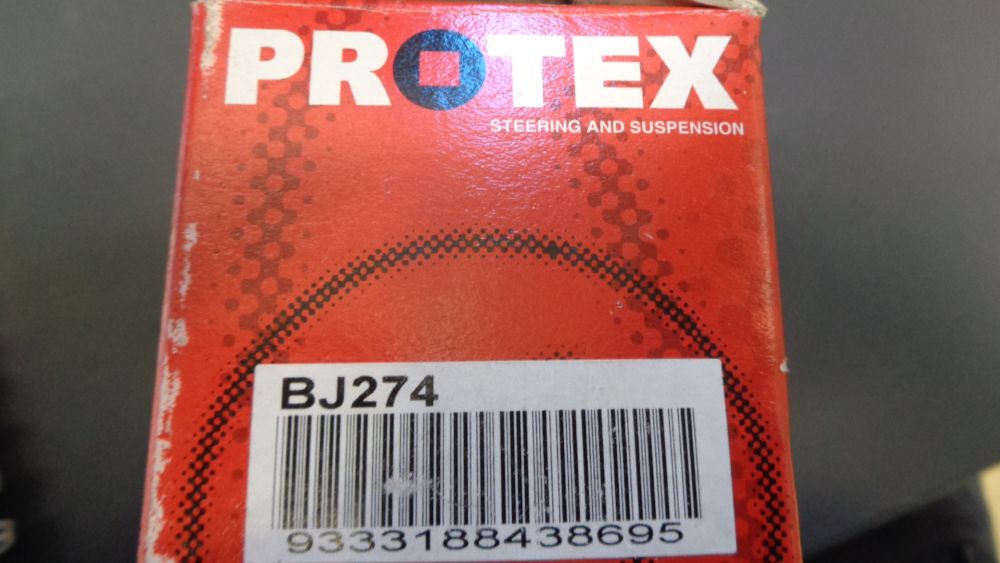 PROTEX
STEERING AND SUSPENSION
BJ274
9333188438695